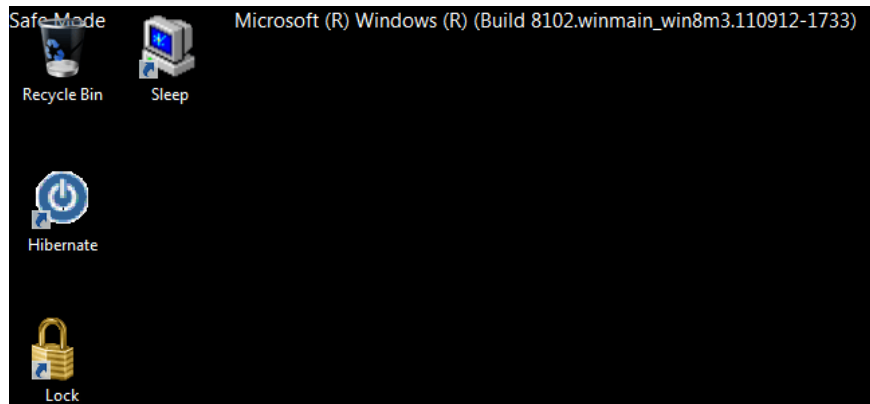 Safe Mode
Microsoft (R) Windows (R) (Build 8102.winmain_win8m3.110912-1733)
Recycle Bin
Sleep
Hibernate
Lock